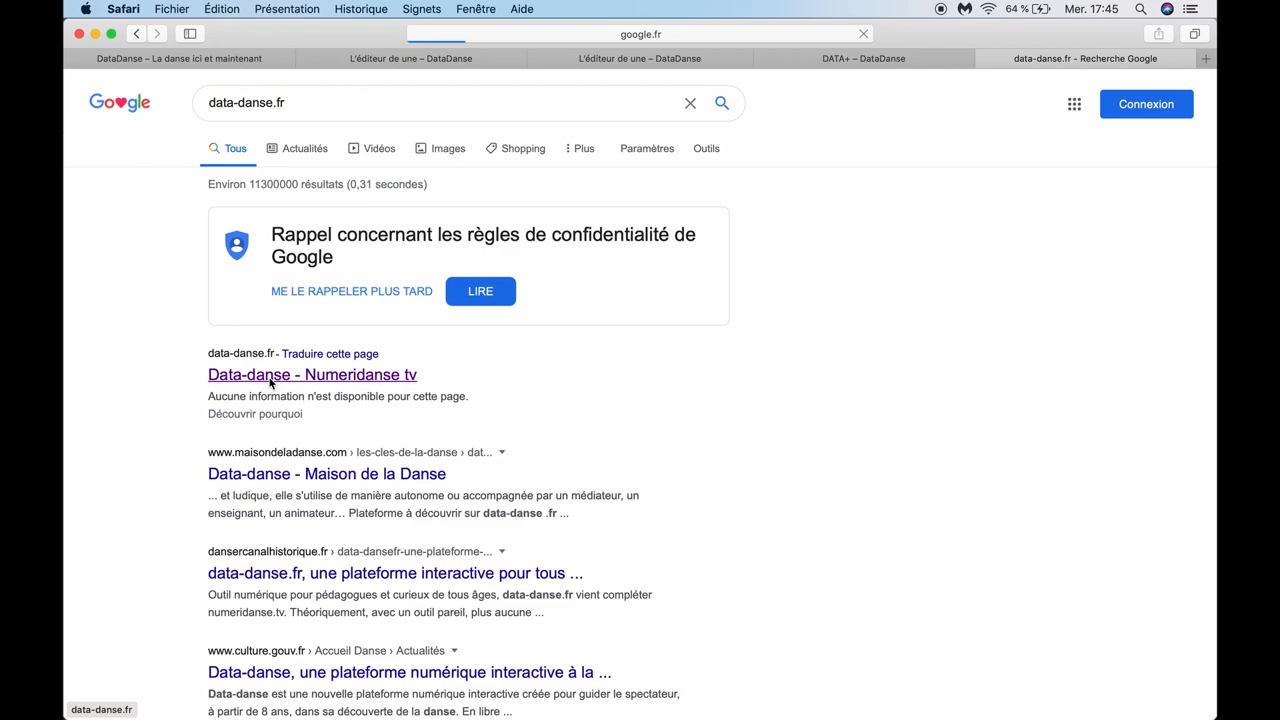 Safari Fichier Édition Présentation Historique Signets Fenêtre Aide 64 % Mer. 17:45
google.fr
DataDanse – La danse ici et maintenant L'éditeur de une – DataDanse L'éditeur de une – DataDanse DATA+ – DataDanse data-danse.fr - Recherche Google
Google data-danse.fr Connexion
Tous Actualités Vidéos Images Shopping Plus Paramètres Outils
Environ 11300000 résultats (0,31 secondes)
Rappel concernant les règles de confidentialité de
Google
ME LE RAPPELER PLUS TARD LIRE
data-danse.fr - Traduire cette page
Data-danse - Numeridanse tv
Aucune information n'est disponible pour cette page.
Découvrir pourquoi
www.maisondeladanse.com › les-cles-de-la-danse › dat...
Data-danse - Maison de la Danse
... et ludique, elle s'utilise de manière autonome ou accompagnée par un médiateur, un
enseignant, un animateur… Plateforme à découvrir sur data-danse .fr ...
dansercanalhistorique.fr › data-dansefr-une-plateforme-...
data-danse.fr, une plateforme interactive pour tous ...
Outil numérique pour pédagogues et curieux de tous âges, data-danse.fr vient compléter
numeridanse.tv. Théoriquement, avec un outil pareil, plus aucune ...
www.culture.gouv.fr › Accueil Danse › Actualités
Data-danse, une plateforme numérique interactive à la ...
Data-danse est une nouvelle plateforme numérique interactive créée pour guider le spectateur,
à partir de 8 ans, dans sa découverte de la danse. En libre ...
data-danse.fr